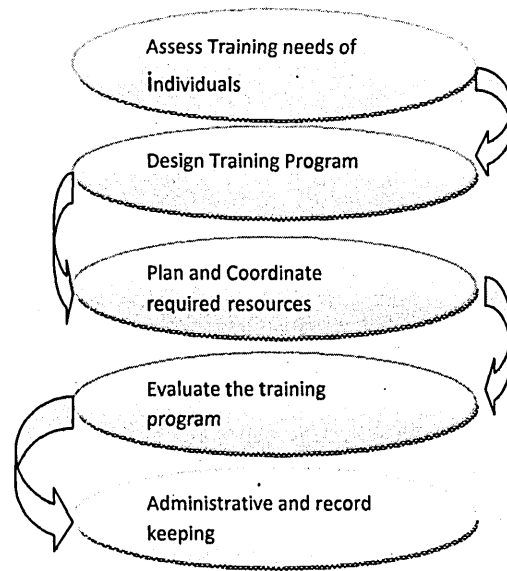 Assess Training needs of
individuals
Design Training Program
Plan and Coordinate
required resources
Evaluate the training
program
Administrative and record
keeping